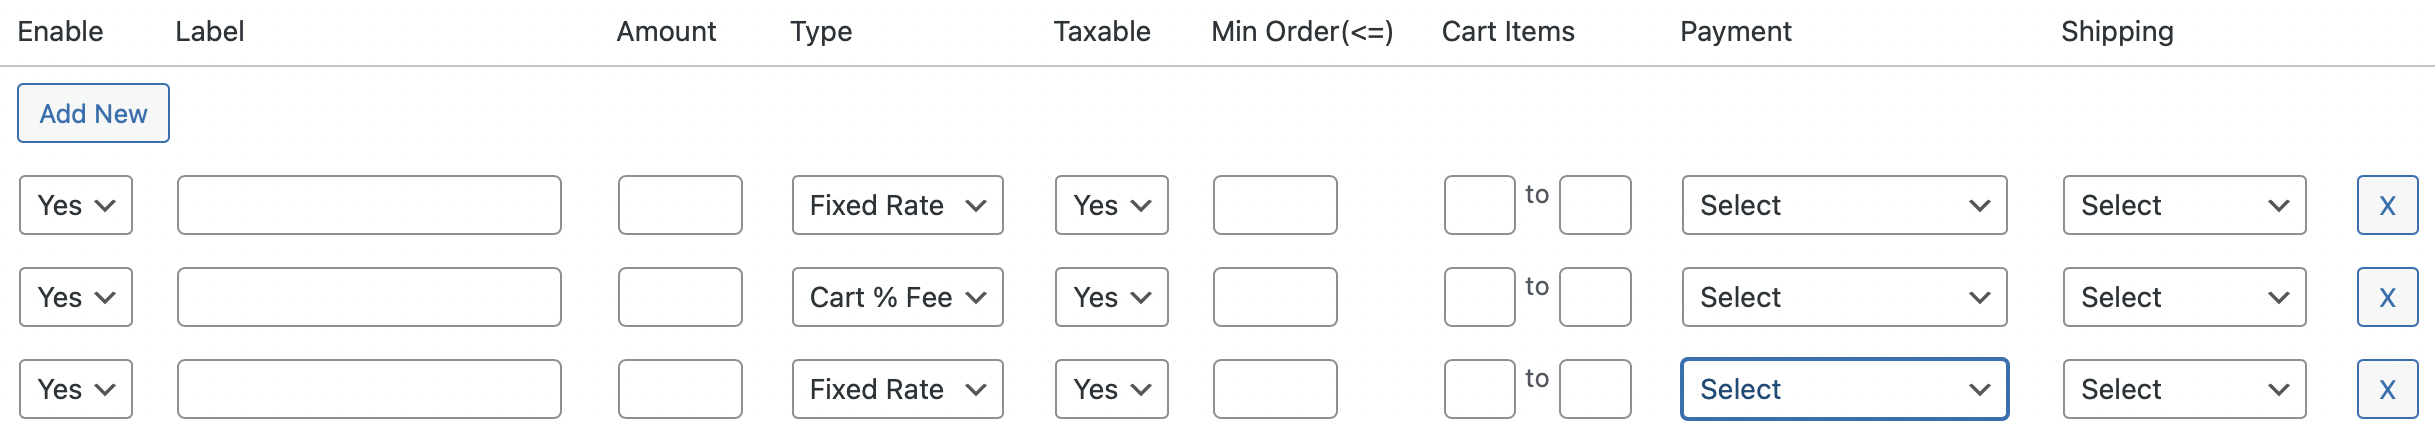 Enable Label Amount Type Taxable Min Order(<=) Cart Items Payment Shipping
Add New
Yes Fixed Rate Yes to Select Select X
Yes Cart % Fee Yes to Select Select X
Yes Fixed Rate Yes to Select Select X